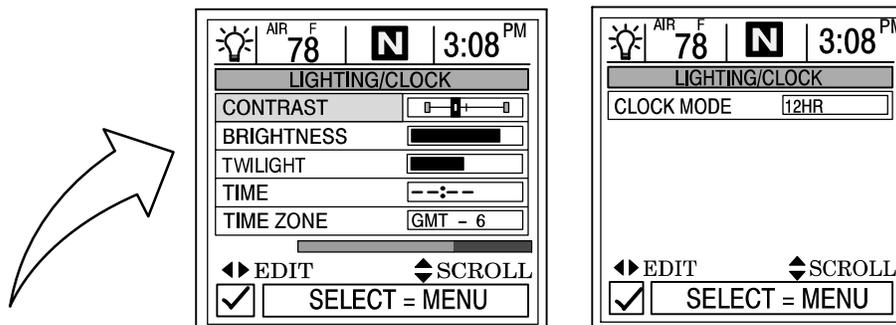 AIR F
78 N 3:08 PM
LIGHTING/CLOCK
CONTRAST
BRIGHTNESS
TWILIGHT
TIME --:--
TIME ZONE GMT - 6
EDIT SCROLL
SELECT = MENU
AIR F
78 N 3:08 PM
LIGHTING/CLOCK
CLOCK MODE 12HR
EDIT SCROLL
SELECT = MENU